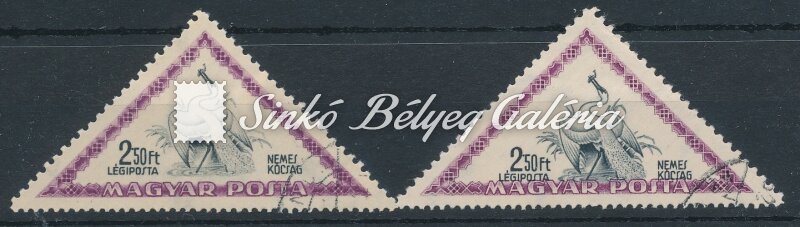 Sinkó Bélyeg Galéria
2.50 Ft
LÉGIPOSTA
NEMES
KÓCSAG
MAGYAR POSTA
2.50 Ft
LÉGIPOSTA
NEMES
KÓCSAG
MAGYAR POSTA